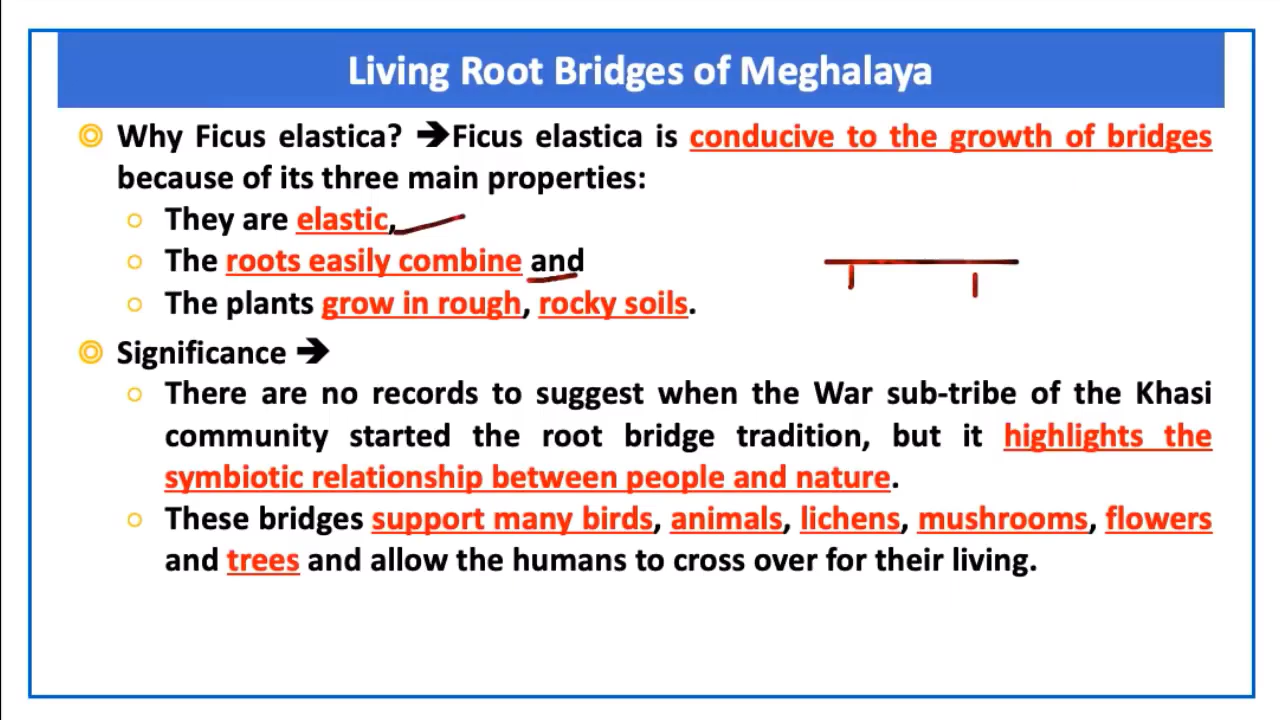 Living Root Bridges of Meghalaya
Why Ficus elastica? ➔Ficus elastica is conducive to the growth of bridges
because of its three main properties:
They are elastic,
The roots easily combine and
The plants grow in rough, rocky soils.
Significance ➔
There are no records to suggest when the War sub-tribe of the Khasi
community started the root bridge tradition, but it highlights the
symbiotic relationship between people and nature.
These bridges support many birds, animals, lichens, mushrooms, flowers
and trees and allow the humans to cross over for their living.